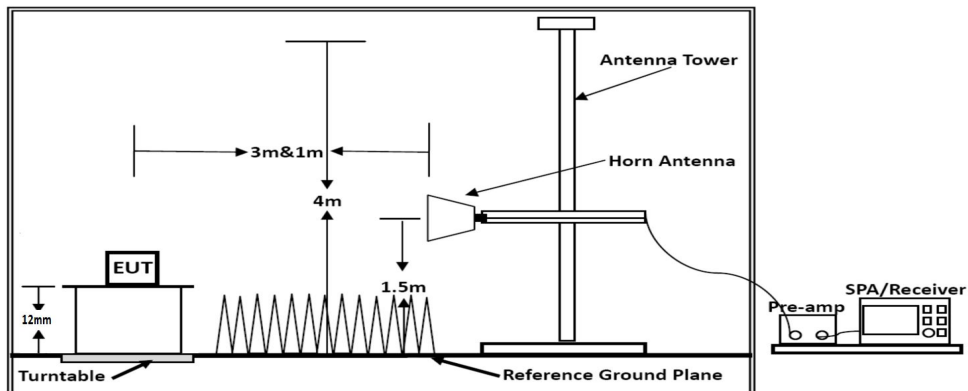 Antenna Tower
3m&1m
Horn Antenna
4m
EUT
1.5m
SPA/Receiver
Pre-amp
12mm
Turntable
Reference Ground Plane